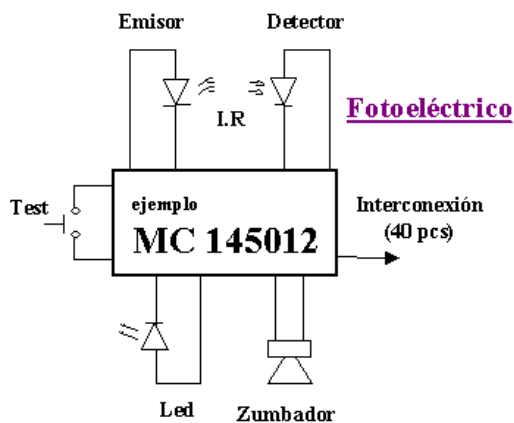 Emisor
Detector
I.R
Fotoeléctrico
Test
ejemplo
MC 145012
Interconexión
(40 pcs)
Led
Zumbador